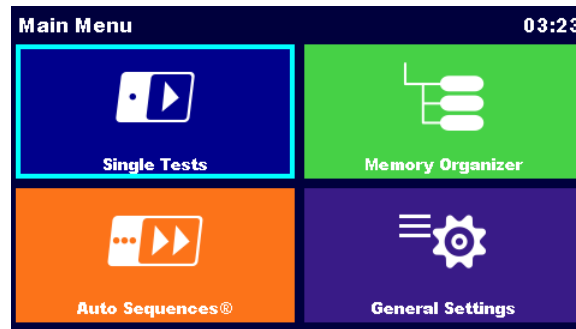 Main Menu 03:23
Single Tests
Memory Organizer
Auto Sequences®
General Settings